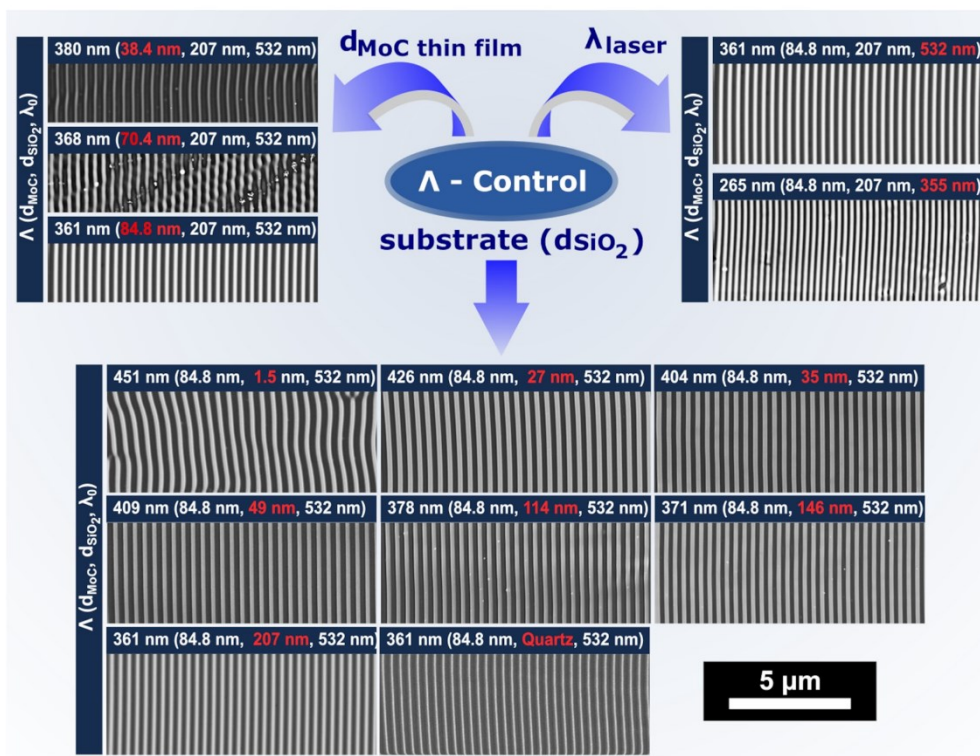 380 nm (38.4 nm, 207 nm, 532 nm)
368 nm (70.4 nm, 207 nm, 532 nm)
361 nm (84.8 nm, 207 nm, 532 nm)
Λ (dMoC, dSiO2, λ0)
dMoC thin film
λlaser
Λ - Control
substrate (dSiO2)
361 nm (84.8 nm, 207 nm, 532 nm)
265 nm (84.8 nm, 207 nm, 355 nm)
Λ (dMoC, dSiO2, λ0)
451 nm (84.8 nm, 1.5 nm, 532 nm)
426 nm (84.8 nm, 27 nm, 532 nm)
404 nm (84.8 nm, 35 nm, 532 nm)
409 nm (84.8 nm, 49 nm, 532 nm)
378 nm (84.8 nm, 114 nm, 532 nm)
371 nm (84.8 nm, 146 nm, 532 nm)
361 nm (84.8 nm, 207 nm, 532 nm)
361 nm (84.8 nm, Quartz, 532 nm)
Λ (dMoC, dSiO2, λ0)
5 µm